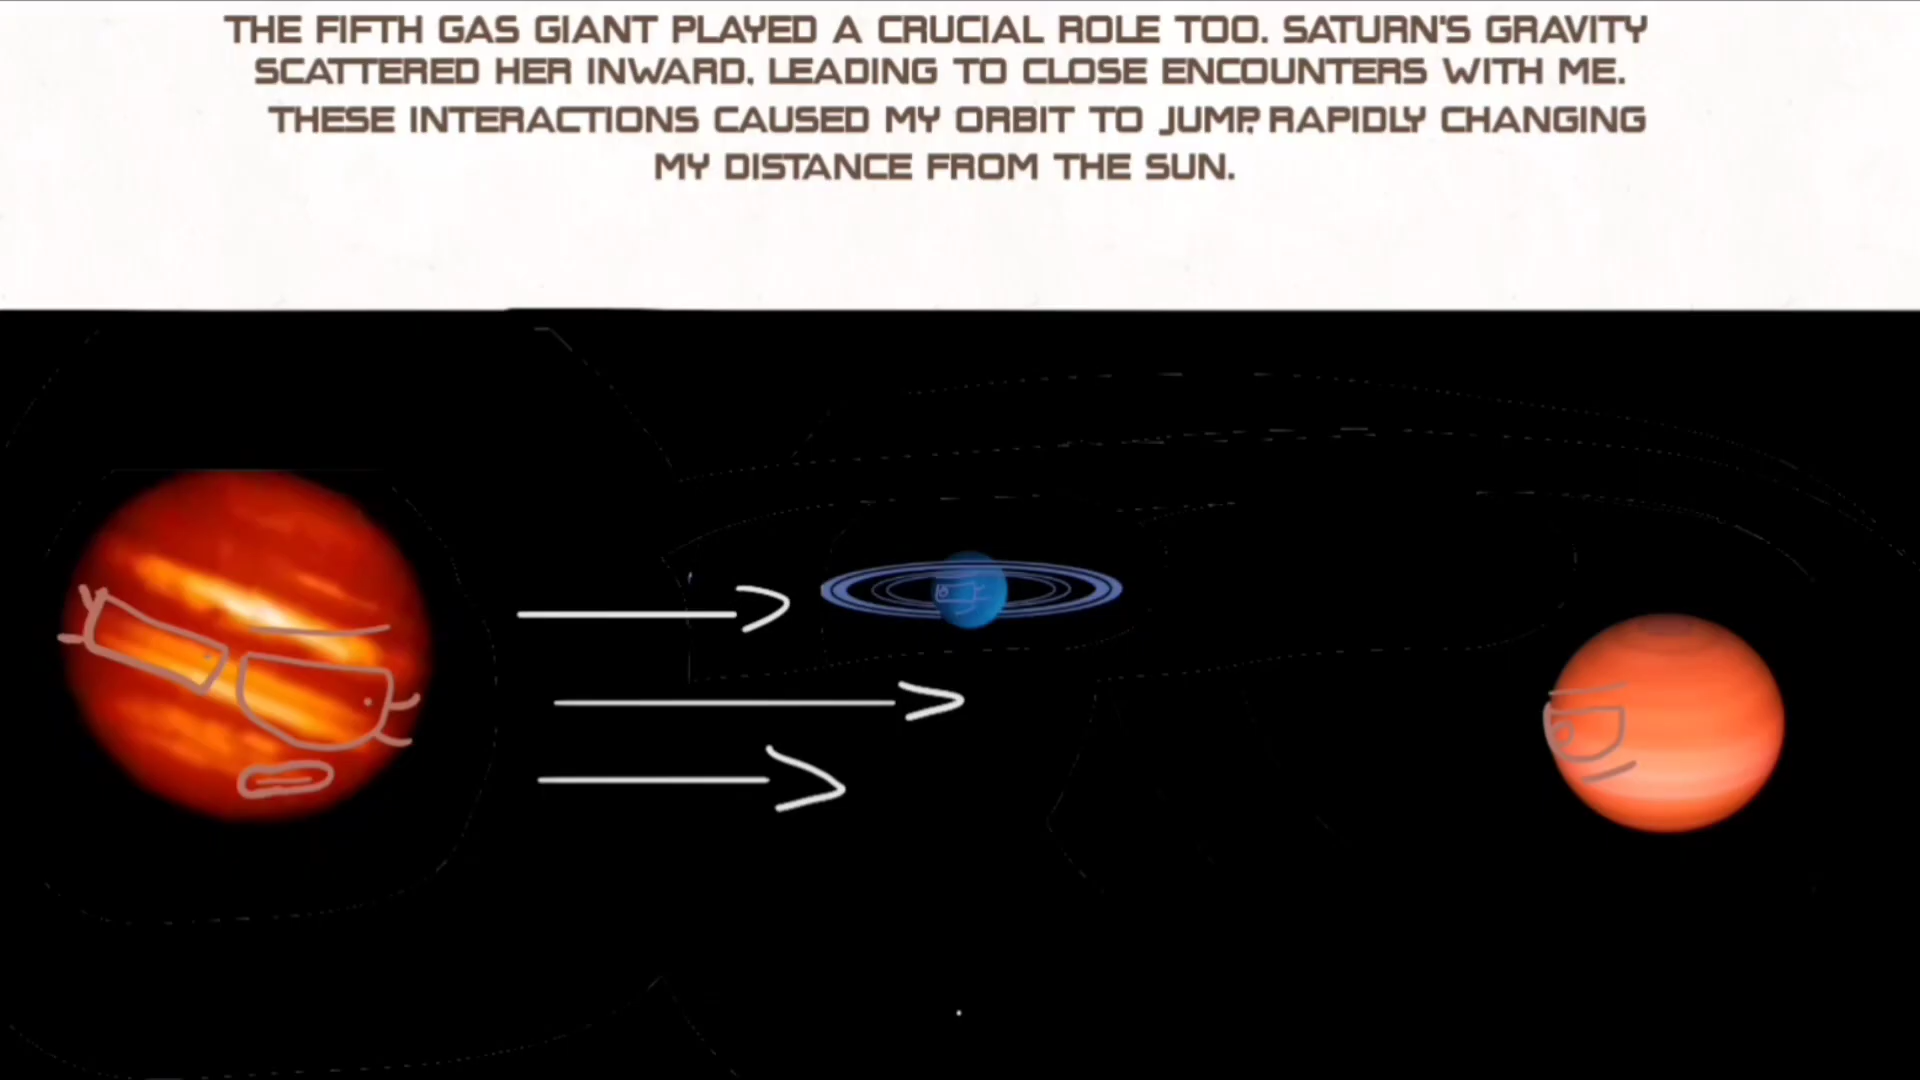 THE FIFTH GAS GIANT PLAYED A CRUCIAL ROLE TOO. SATURN'S GRAVITY
SCATTERED HER INWARD, LEADING TO CLOSE ENCOUNTERS WITH ME.
THESE INTERACTIONS CAUSED MY ORBIT TO JUMP, RAPIDLY CHANGING
MY DISTANCE FROM THE SUN.